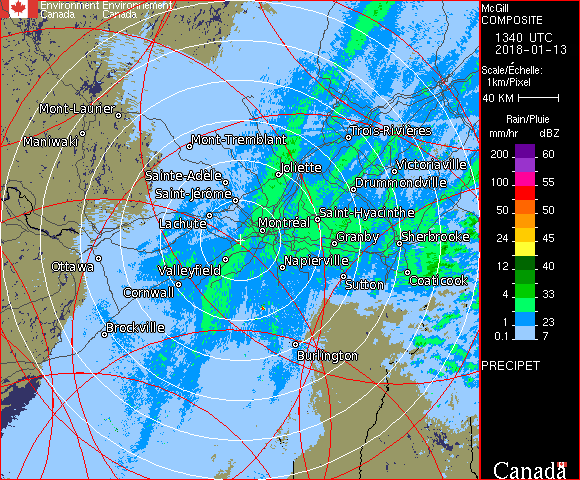 Environment Environnement
Canada Canada
McGill
COMPOSITE
1340 UTC
2018-01-13
Scale/Échelle:
1km/Pixel
40 KM
Rain/Pluie
mm/hr dBZ
200 60
100 55
50 50
24 45
12 40
4 33
1 23
0.1 7
PRECIPET
Canada
Mont-Laurier
Maniwaki
Mont-Tremblant
Trois-Rivières
Joliette
Victoriaville
Sainte-Adèle
Drummondville
Saint-Jérôme
Saint-Hyacinthe
Lachute
Montréal
Granby
Sherbrooke
Ottawa
Valleyfield
Napierville
Cornwall
Sutton
Coaticook
Brockville
Burlington